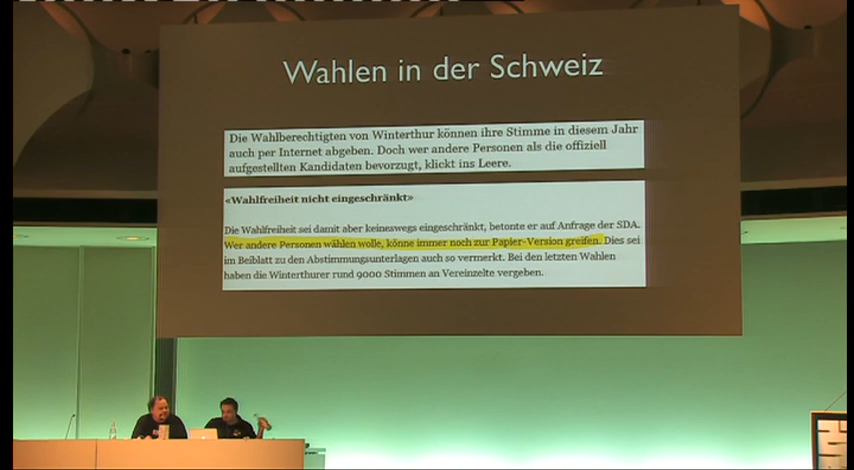 Wahlen in der Schweiz
Die Wahlberechtigten von Winterthur können ihre Stimme in diesem Jahr
auch per Internet abgeben. Doch wer andere Personen als die offiziell
aufgestellten Kandidaten bevorzugt, klickt ins Leere.
«Wahlfreiheit nicht eingeschränkt»
Die Wahlfreiheit sei damit aber keineswegs eingeschränkt, betonte er auf Anfrage der SDA.
Wer andere Personen wählen wolle, könne immer noch zur Papier-Version greifen. Dies sei
im Beiblatt zu den Abstimmungsunterlagen auch so vermerkt. Bei den letzten Wahlen
haben die Winterthurer rund 9000 Stimmen an Vereinzelte vergeben.